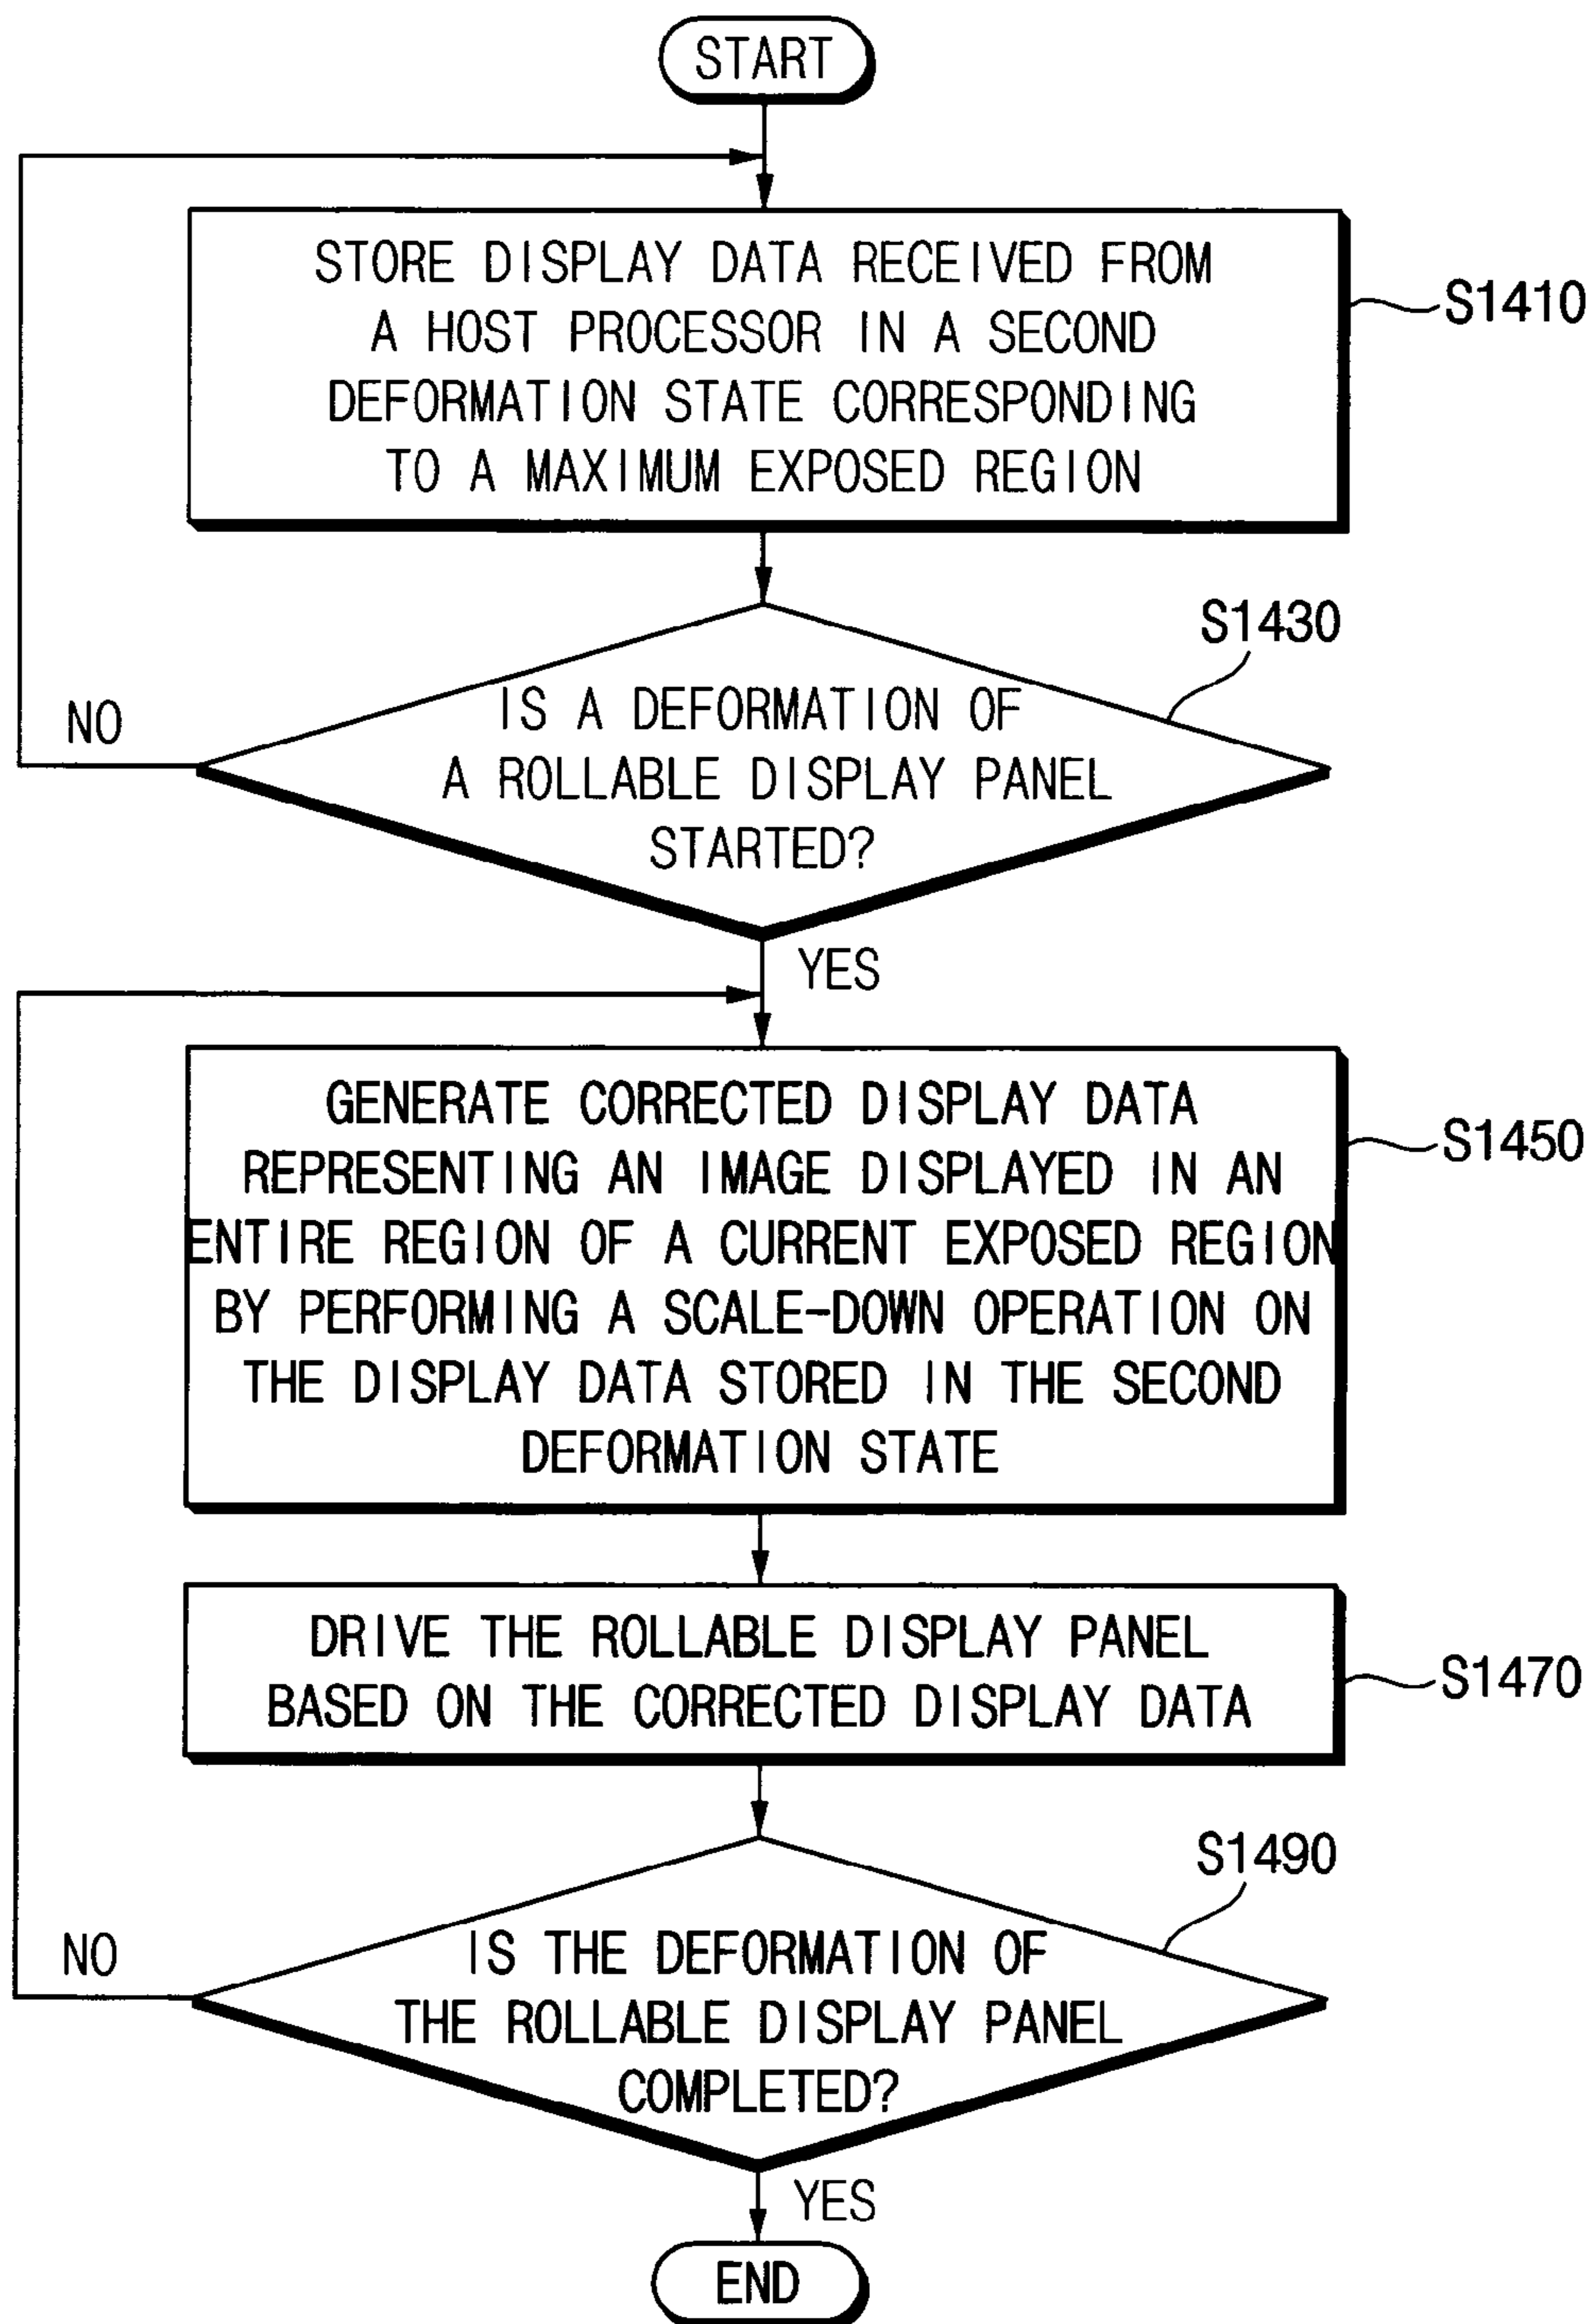 START
STORE DISPLAY DATA RECEIVED FROM
A HOST PROCESSOR IN A SECOND
DEFORMATION STATE CORRESPONDING
TO A MAXIMUM EXPOSED REGION
S1410
S1430
IS A DEFORMATION OF
A ROLLABLE DISPLAY PANEL
STARTED?
NO
YES
GENERATE CORRECTED DISPLAY DATA
REPRESENTING AN IMAGE DISPLAYED IN AN
ENTIRE REGION OF A CURRENT EXPOSED REGION
BY PERFORMING A SCALE-DOWN OPERATION ON
THE DISPLAY DATA STORED IN THE SECOND
DEFORMATION STATE
S1450
DRIVE THE ROLLABLE DISPLAY PANEL
BASED ON THE CORRECTED DISPLAY DATA
S1470
S1490
IS THE DEFORMATION OF
THE ROLLABLE DISPLAY PANEL
COMPLETED?
NO
YES
END